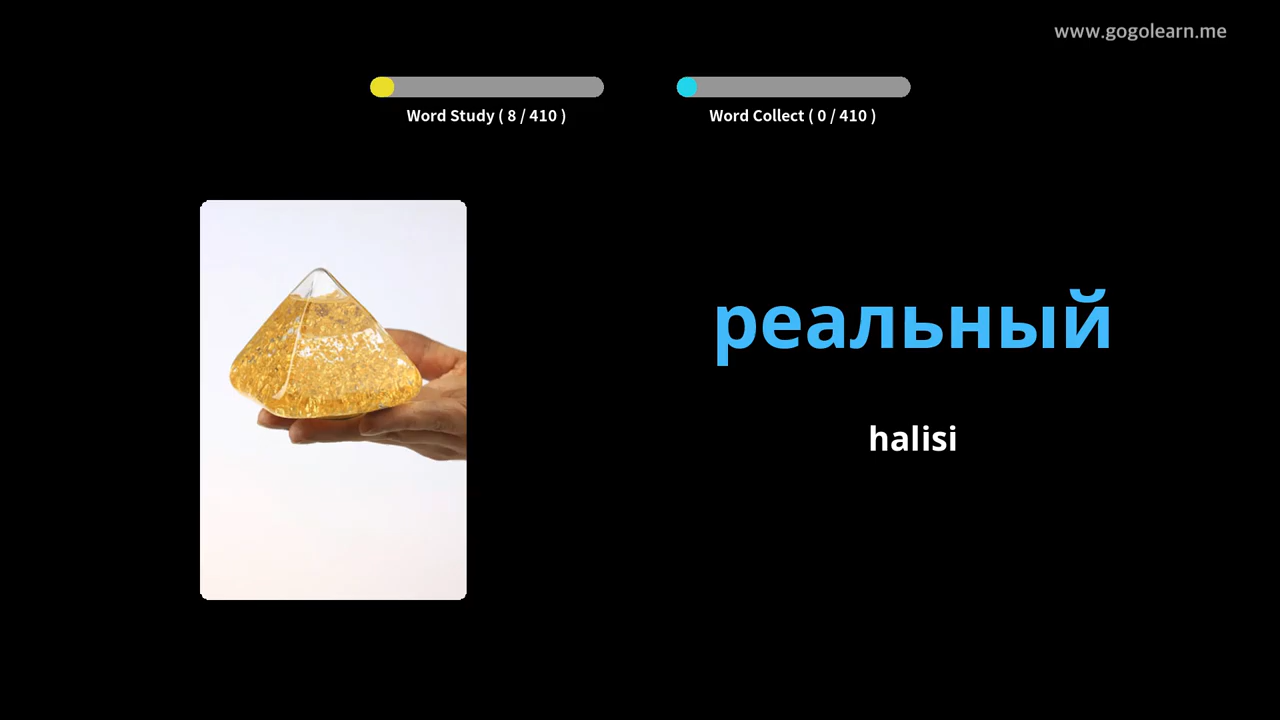 www.gogolearn.me
Word Study ( 8 / 410 )
Word Collect ( 0 / 410 )
реальный
halisi